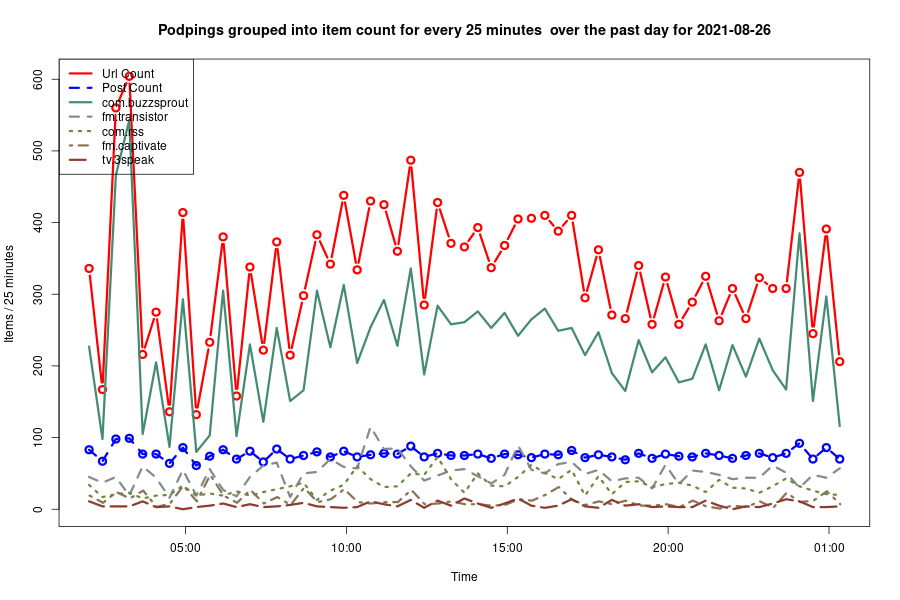 Podpings grouped into item count for every 25 minutes  over the past day for 2021-08-26
Items / 25 minutes
600
500
400
300
200
100
0
Url Count
Post Count
com.buzzsprout
fm.transistor
com.rss
fm.captivate
tv.3speak
05:00
10:00
15:00
20:00
01:00
Time